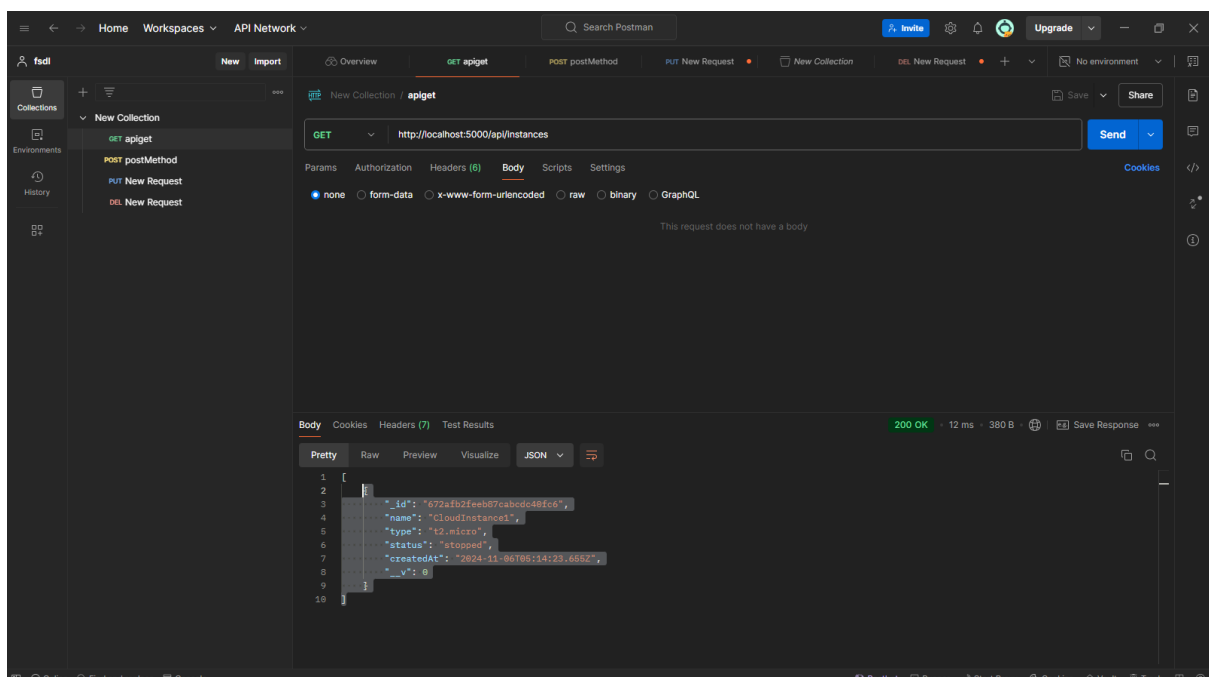 Home Workspaces API Network
Search Postman
Invite
Upgrade
fsdl
New Import
Overview
GET apiget
POST postMethod
PUT New Request
New Collection
DEL New Request
No environment
Collections
Environments
History
New Collection
GET apiget
POST postMethod
PUT New Request
DEL New Request
HTTP New Collection / apiget
Save
Share
GET http://localhost:5000/api/instances
Send
Params Authorization Headers (6) Body Scripts Settings
Cookies
none form-data x-www-form-urlencoded raw binary GraphQL
This request does not have a body
Body Cookies Headers (7) Test Results
200 OK 12 ms 380 B
Save Response
Pretty Raw Preview Visualize JSON
1 [
2 {
3 "_id": "672afb2feeb87cabcdc40fc6",
4 "name": "CloudInstance1",
5 "type": "t2.micro",
6 "status": "stopped",
7 "createdAt": "2024-11-06T05:14:23.655Z",
8 "__v": 0
9 }
10 ]